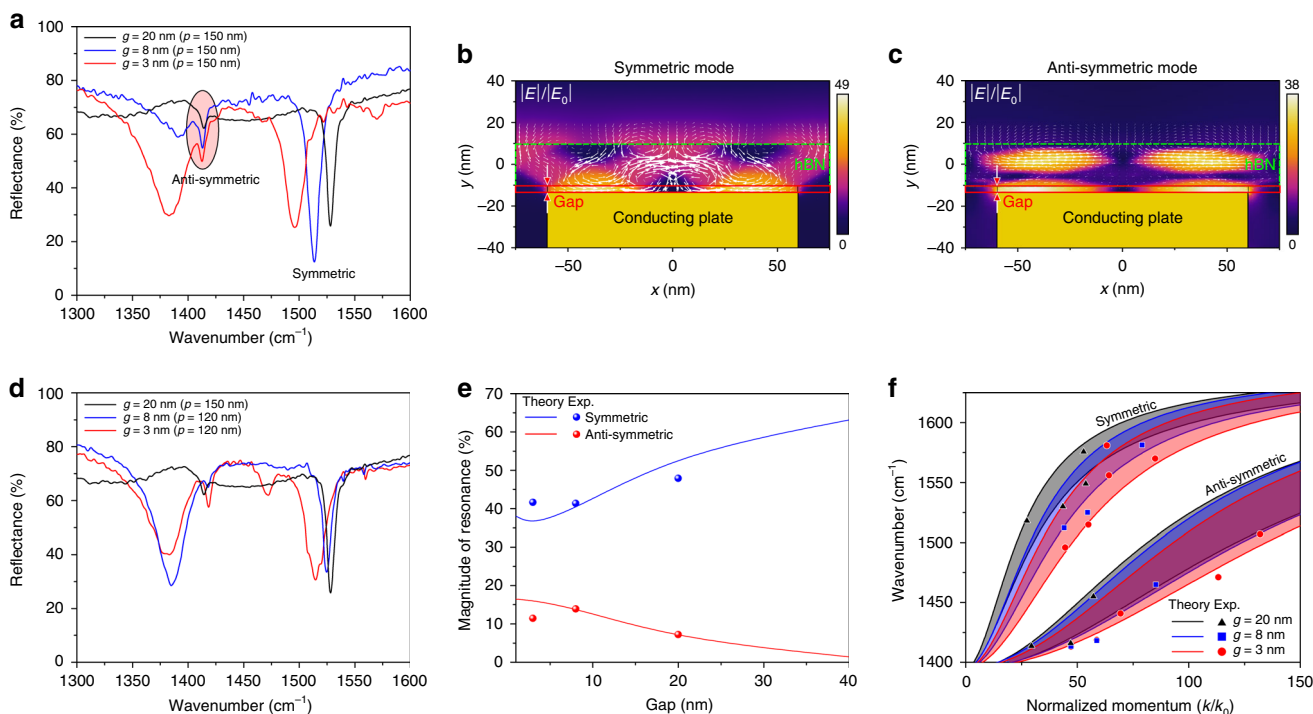 a
g = 20 nm (p = 150 nm)
g = 8 nm (p = 150 nm)
g = 3 nm (p = 150 nm)
Anti-symmetric
Symmetric
Reflectance (%)
100
80
60
40
20
0
1300 1400 1500 1600
Wavenumber (cm⁻¹)
b
Symmetric mode
|E|/|E₀|
hBN
Gap
Conducting plate
49
0
y (nm)
40
20
0
−20
−40
−50 0 50
x (nm)
c
Anti-symmetric mode
|E|/|E₀|
hBN
Gap
Conducting plate
38
0
y (nm)
40
20
0
−20
−40
−50 0 50
x (nm)
d
g = 20 nm (p = 150 nm)
g = 8 nm (p = 120 nm)
g = 3 nm (p = 120 nm)
Reflectance (%)
100
80
60
40
20
0
1300 1400 1500 1600
Wavenumber (cm⁻¹)
e
Theory Exp.
Symmetric
Anti-symmetric
Magnitude of resonance (%)
70
60
50
40
30
20
10
0
10 20 30 40
Gap (nm)
f
Symmetric
Anti-symmetric
Theory Exp.
g = 20 nm
g = 8 nm
g = 3 nm
Wavenumber (cm⁻¹)
1600
1550
1500
1450
1400
0 50 100 150
Normalized momentum (k/k₀)